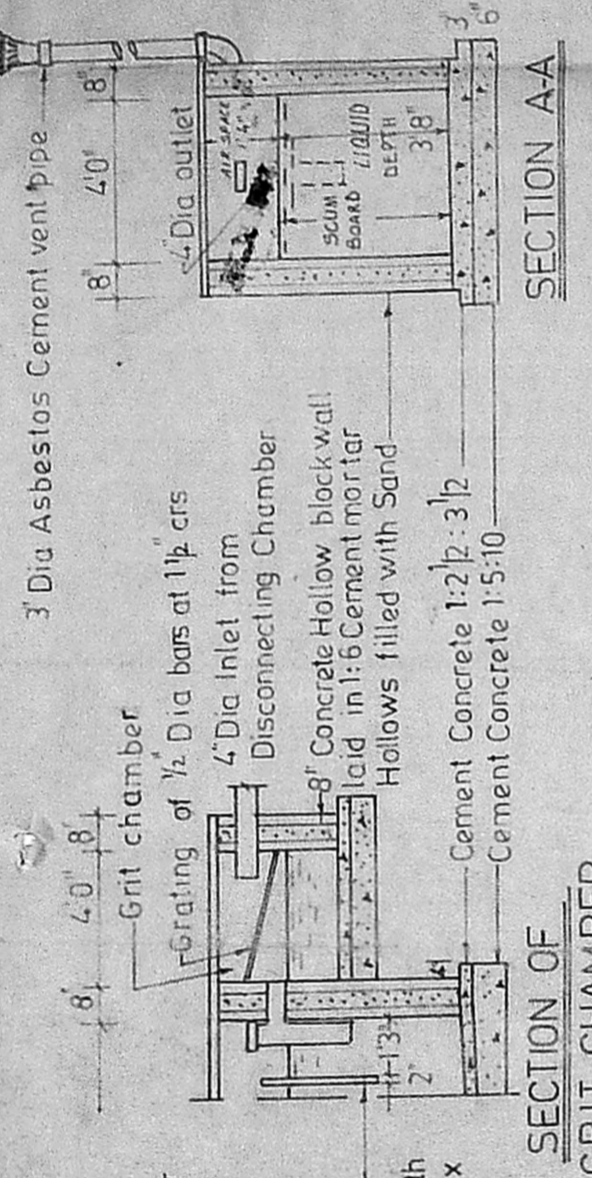 3' Dia Asbestos Cement vent pipe
8"
4'0"
8"
4"Dia outlet
AIR SPACE
1'4"
SCUM
BOARD
LIQUID
DEPTH
3'8"
3"
6"
SECTION A-A
8"
4'0"
8"
Grit chamber
Grating of 1/2" Dia bars at 1 1/2" crs
4"Dia Inlet from
Disconnecting Chamber
8" Concrete Hollow block wall
laid in 1:6 Cement mortar
Hollows filled with Sand
Cement Concrete 1:2 1/2:3 1/2
Cement Concrete 1:5:10
4"
1'3"
2"
th
x
SECTION OF
GRIT CHAMBER